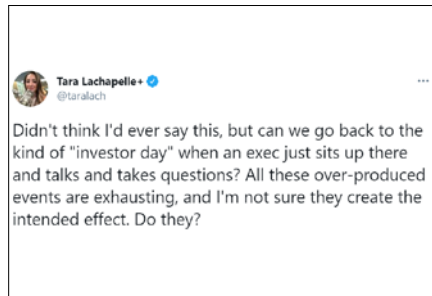 Tara Lachapelle+
@taralach
Didn't think I'd ever say this, but can we go back to the
kind of "investor day" when an exec just sits up there
and talks and takes questions? All these over-produced
events are exhausting, and I'm not sure they create the
intended effect. Do they?